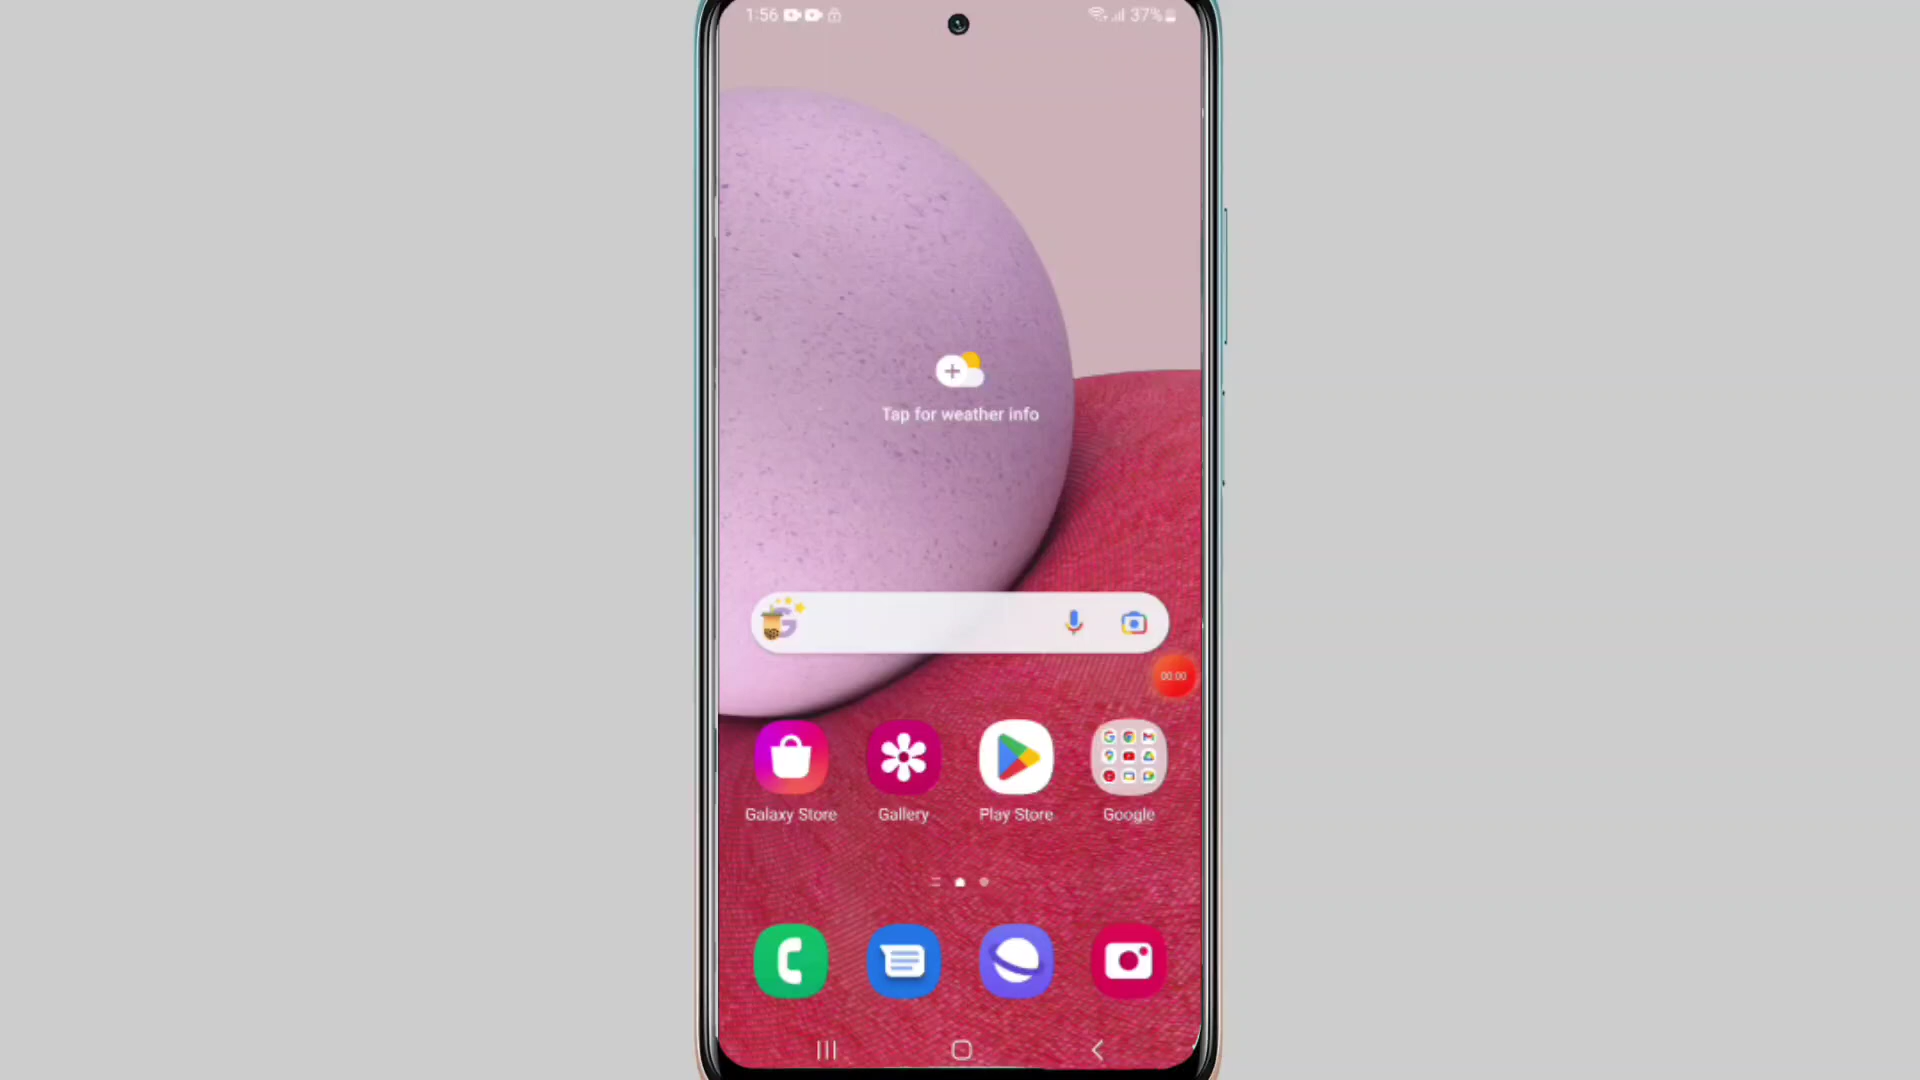 1:56
37%
Tap for weather info
00:00
Galaxy Store
Gallery
Play Store
Google